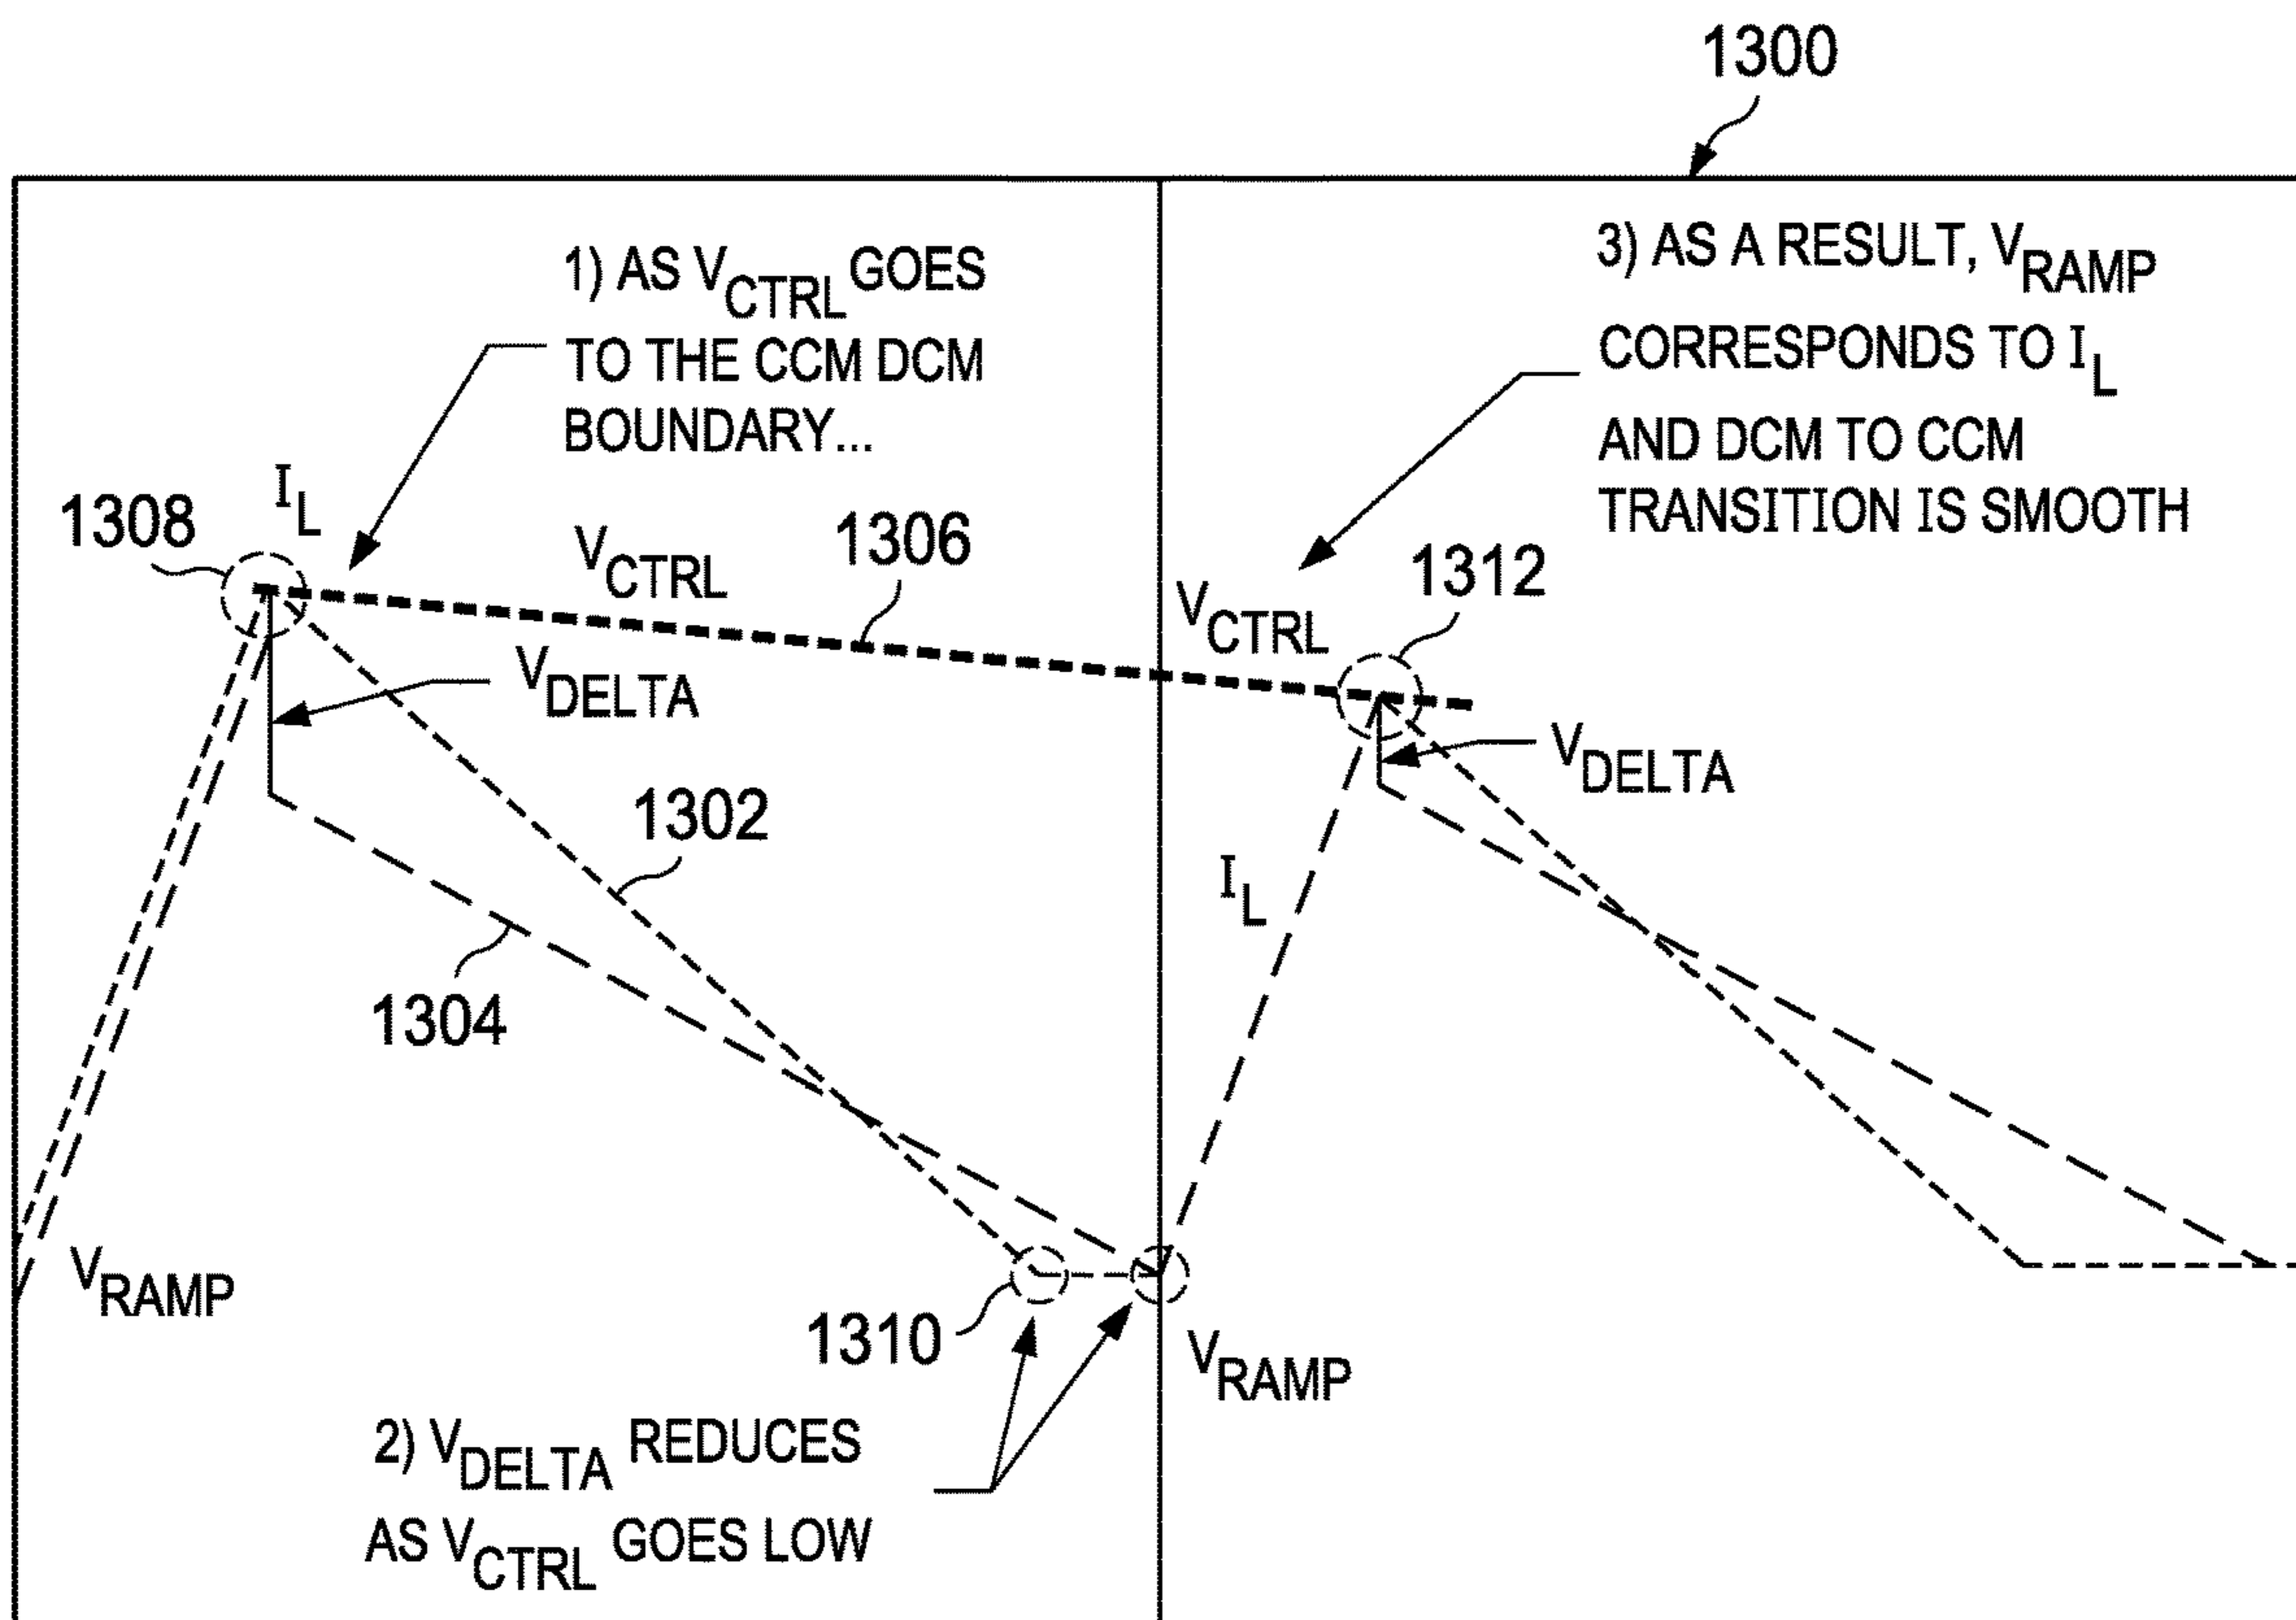 1300
1) AS VCTRL GOES
TO THE CCM DCM
BOUNDARY...
3) AS A RESULT, VRAMP
CORRESPONDS TO IL
AND DCM TO CCM
TRANSITION IS SMOOTH
1308
IL
VCTRL
1306
VCTRL
1312
VDELTA
VDELTA
1302
IL
1304
VRAMP
1310
VRAMP
2) VDELTA REDUCES
AS VCTRL GOES LOW